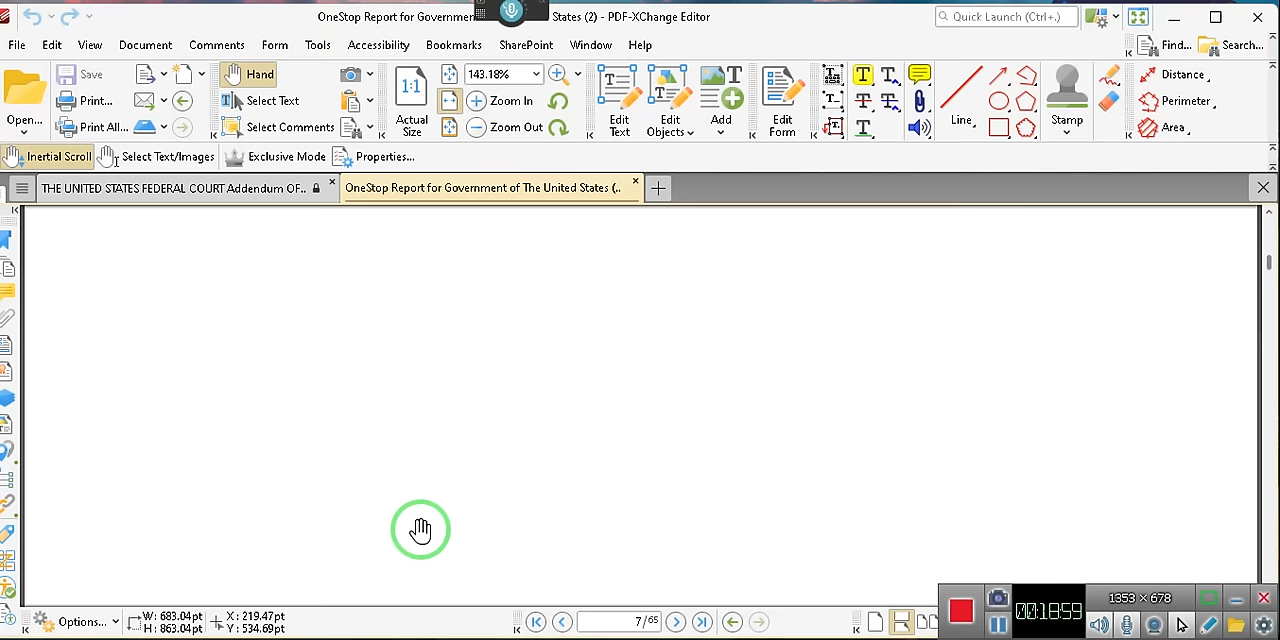 OneStop Report for Governmen States (2) - PDF-XChange Editor
Quick Launch (Ctrl+.)
File Edit View Document Comments Form Tools Accessibility Bookmarks SharePoint Window Help
Find... Search...
Open...
Save
Print...
Print All...
Hand
Select Text
Select Comments
1:1
Actual Size
143.18%
Zoom In
Zoom Out
Edit Text
Edit Objects
Add
Edit Form
Line
Stamp
Distance
Perimeter
Area
Inertial Scroll Select Text/Images Exclusive Mode Properties...
THE UNITED STATES FEDERAL COURT Addendum OF.. OneStop Report for Government of The United States (..
Options... W: 683.04pt H: 863.04pt X: 219.47pt Y: 534.69pt 7/65
1353 × 678
00:18:59